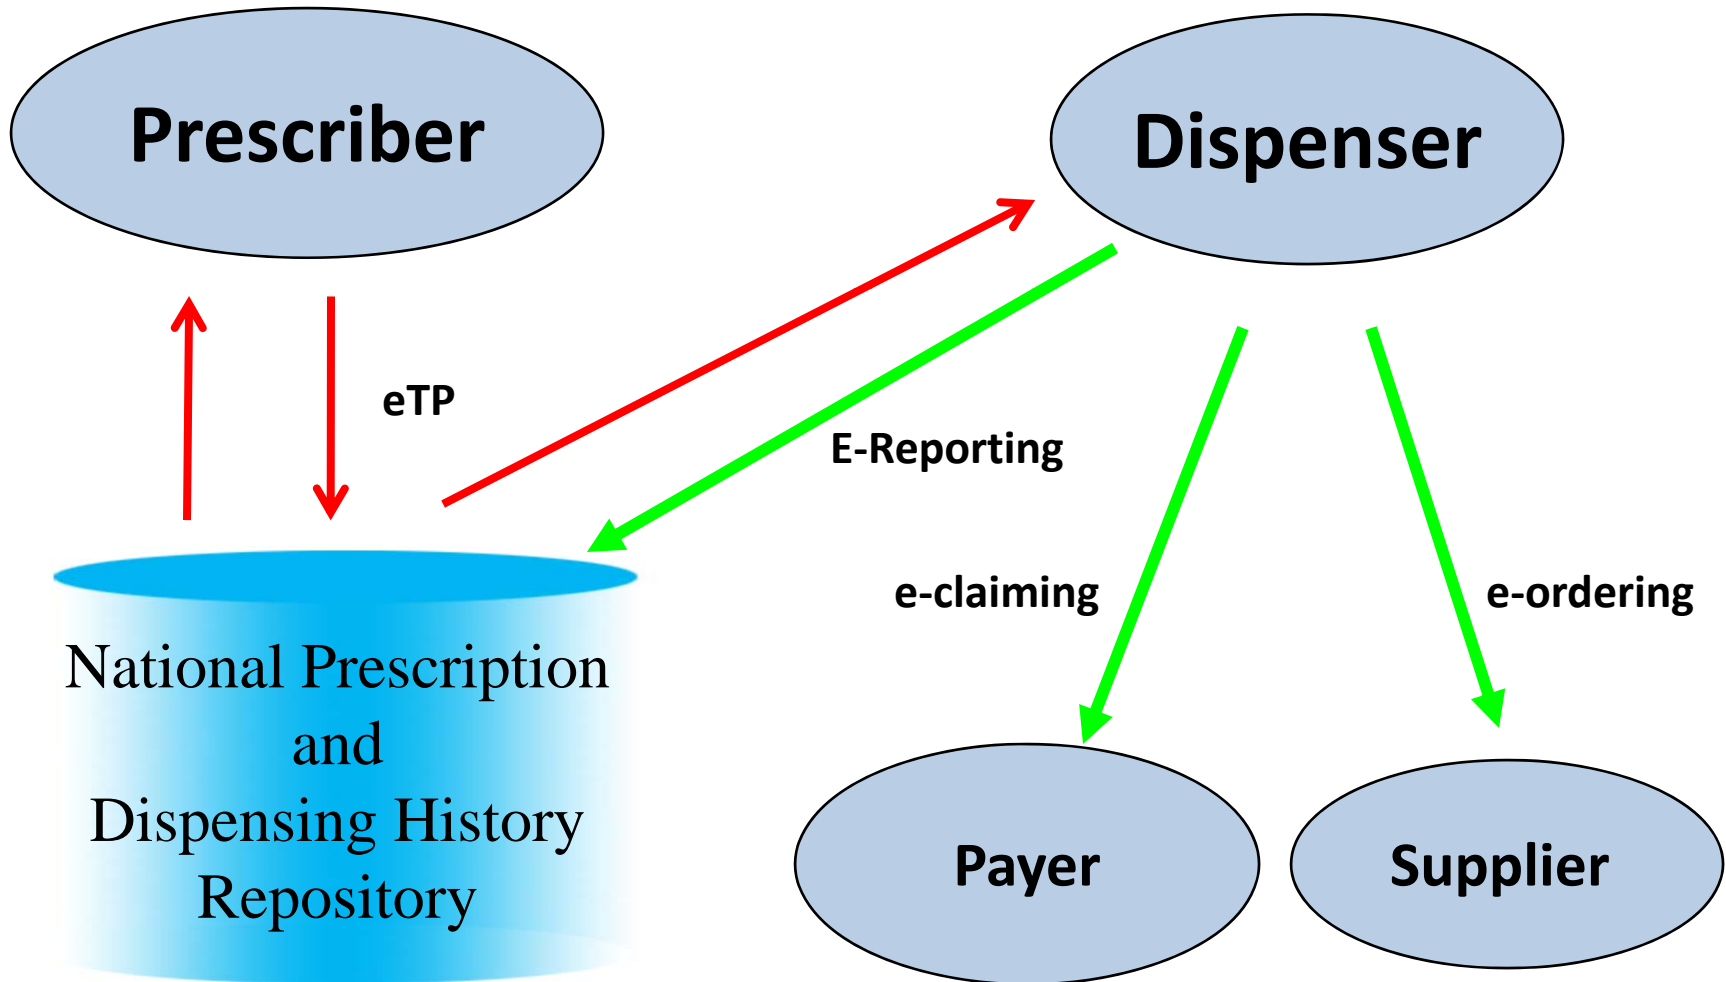 Prescriber
Dispenser
eTP
E-Reporting
e-claiming
e-ordering
National Prescription
and
Dispensing History
Repository
Payer
Supplier